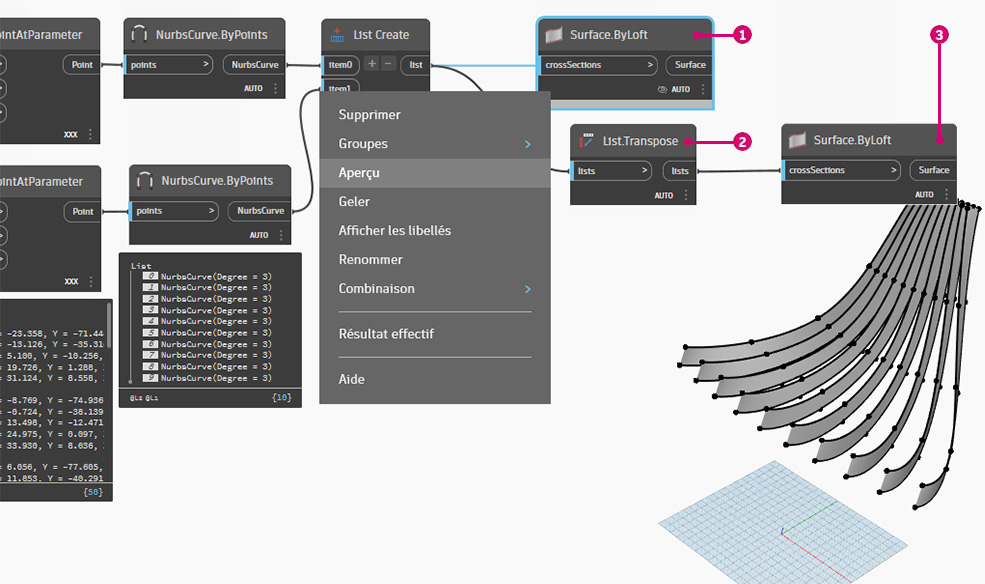 ointAtParameter
Point
XXX
NurbsCurve.ByPoints
points >
NurbsCurve
AUTO
List Create
item0 + −
list
item1
Surface.ByLoft
crossSections >
Surface
AUTO
1
List.Transpose
lists >
lists
AUTO
2
3
Surface.ByLoft
crossSections >
Surface
AUTO
ointAtParameter
Point
XXX
NurbsCurve.ByPoints
points >
NurbsCurve
AUTO
Supprimer
Groupes >
Aperçu
Geler
Afficher les libellés
Renommer
Combinaison >
Résultat effectif
Aide
List
0 NurbsCurve(Degree = 3)
1 NurbsCurve(Degree = 3)
2 NurbsCurve(Degree = 3)
3 NurbsCurve(Degree = 3)
4 NurbsCurve(Degree = 3)
5 NurbsCurve(Degree = 3)
6 NurbsCurve(Degree = 3)
7 NurbsCurve(Degree = 3)
8 NurbsCurve(Degree = 3)
9 NurbsCurve(Degree = 3)
@L2 @L1 {10}
= -23.358, Y = -71.44
= -13.126, Y = -35.31
= 5.100, Y = -10.256,
= 19.726, Y = 1.288,
= 31.124, Y = 8.558,
= -8.709, Y = -74.936
= -0.724, Y = -38.139
= 13.498, Y = -12.471
= 24.975, Y = 0.097,
= 33.930, Y = 8.636,
= 6.056, Y = -77.605,
= 11.853, Y = -40.291
{50}